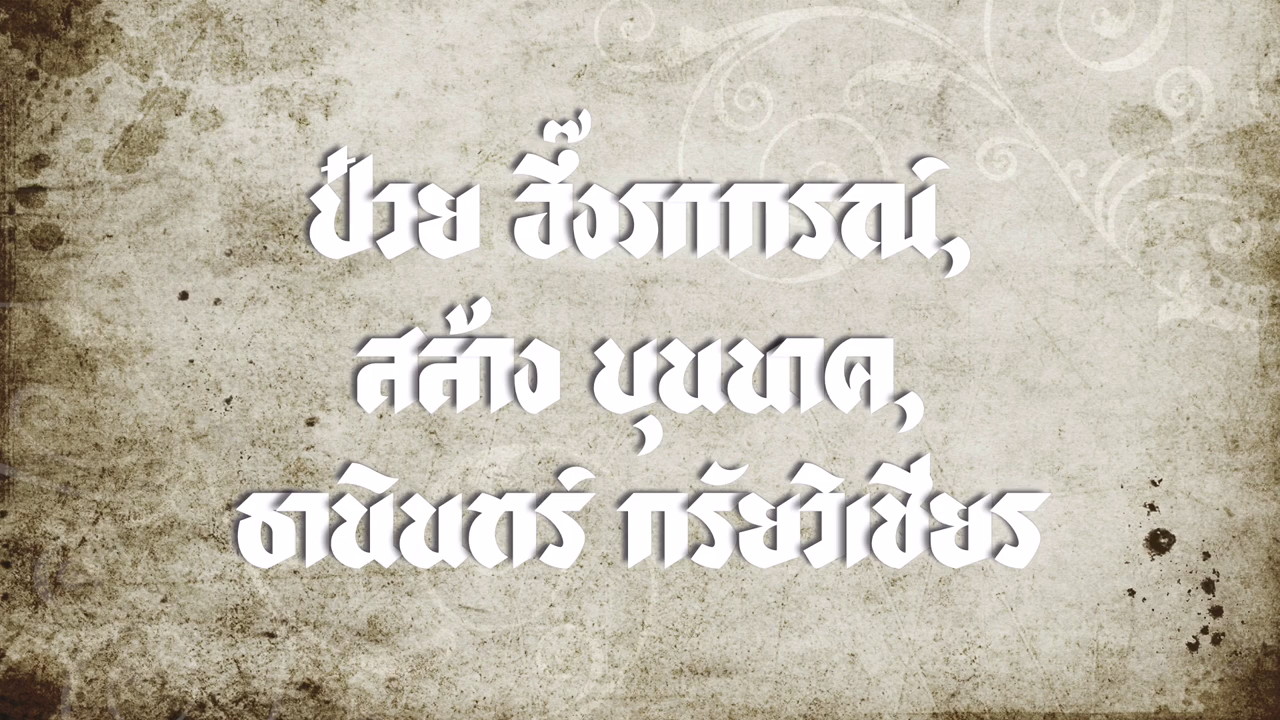 ป๋วย อึ๊งภากรณ์,
สล้าง บุนนาค,
ธานินทร์ กรัยวิเชียร